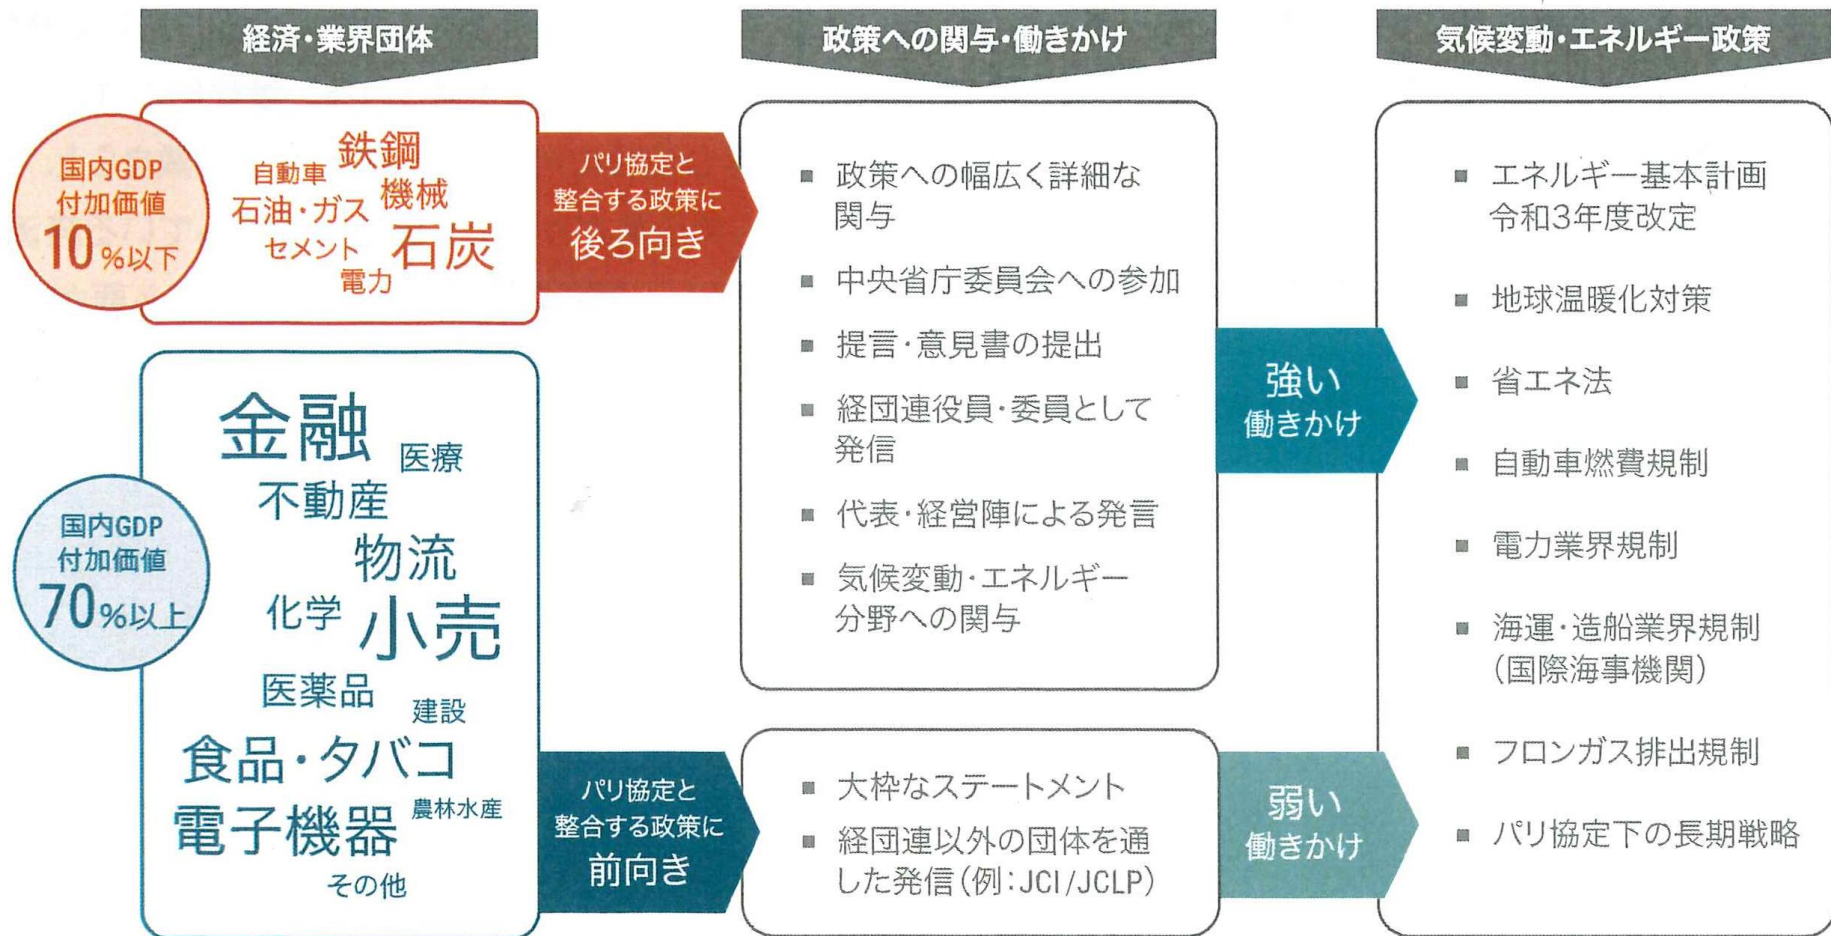 経済・業界団体
政策への関与・働きかけ
気候変動・エネルギー政策
国内GDP
付加価値
10%以下
鉄鋼
自動車
機械
石油・ガス
セメント
石炭
電力
パリ協定と
整合する政策に
後ろ向き
国内GDP
付加価値
70%以上
金融
医療
不動産
物流
化学
小売
医薬品
建設
食品・タバコ
電子機器
農林水産
その他
パリ協定と
整合する政策に
前向き
■ 政策への幅広く詳細な
関与
■ 中央省庁委員会への参加
■ 提言・意見書の提出
■ 経団連役員・委員として
発信
■ 代表・経営陣による発言
■ 気候変動・エネルギー
分野への関与
強い
働きかけ
■ 大枠なステートメント
■ 経団連以外の団体を通
した発信(例：JCI/JCLP)
弱い
働きかけ
■ エネルギー基本計画
令和3年度改定
■ 地球温暖化対策
■ 省エネ法
■ 自動車燃費規制
■ 電力業界規制
■ 海運・造船業界規制
(国際海事機関)
■ フロンガス排出規制
■ パリ協定下の長期戦略